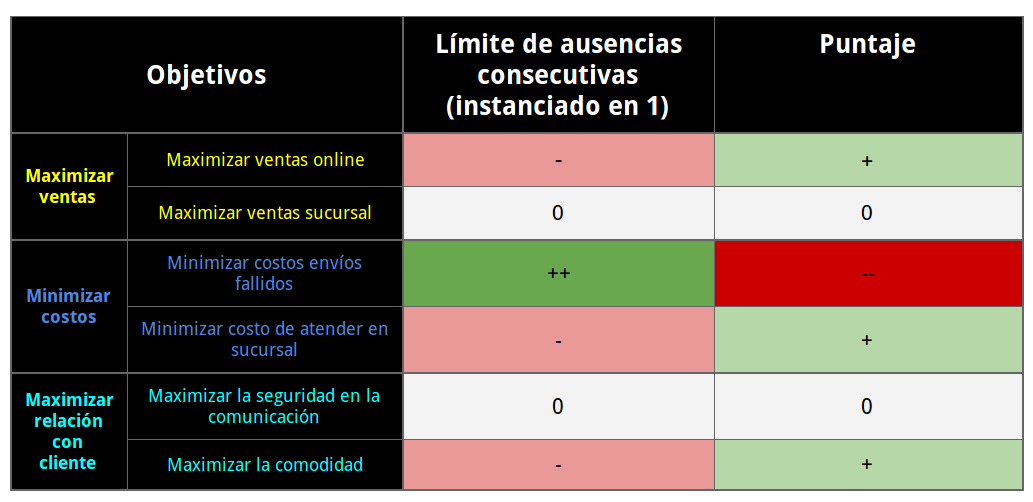 Objetivos
Límite de ausencias
consecutivas
(instanciado en 1)
Puntaje
Maximizar
ventas
Maximizar ventas online
-
+
Maximizar ventas sucursal
0
0
Minimizar
costos
Minimizar costos envíos
fallidos
++
--
Minimizar costo de atender en
sucursal
-
+
Maximizar
relación
con
cliente
Maximizar la seguridad en la
comunicación
0
0
Maximizar la comodidad
-
+